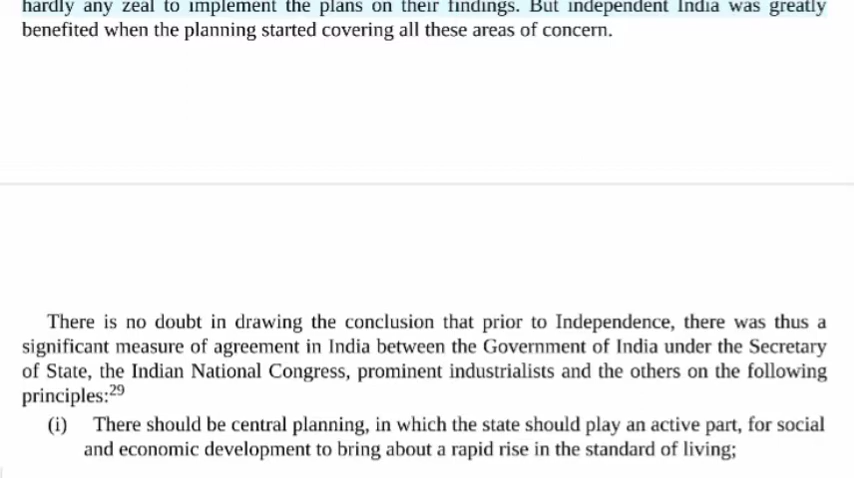 hardly any zeal to implement the plans on their findings. But independent India was greatly
benefited when the planning started covering all these areas of concern.
There is no doubt in drawing the conclusion that prior to Independence, there was thus a
significant measure of agreement in India between the Government of India under the Secretary
of State, the Indian National Congress, prominent industrialists and the others on the following
principles:29
(i) There should be central planning, in which the state should play an active part, for social
and economic development to bring about a rapid rise in the standard of living;